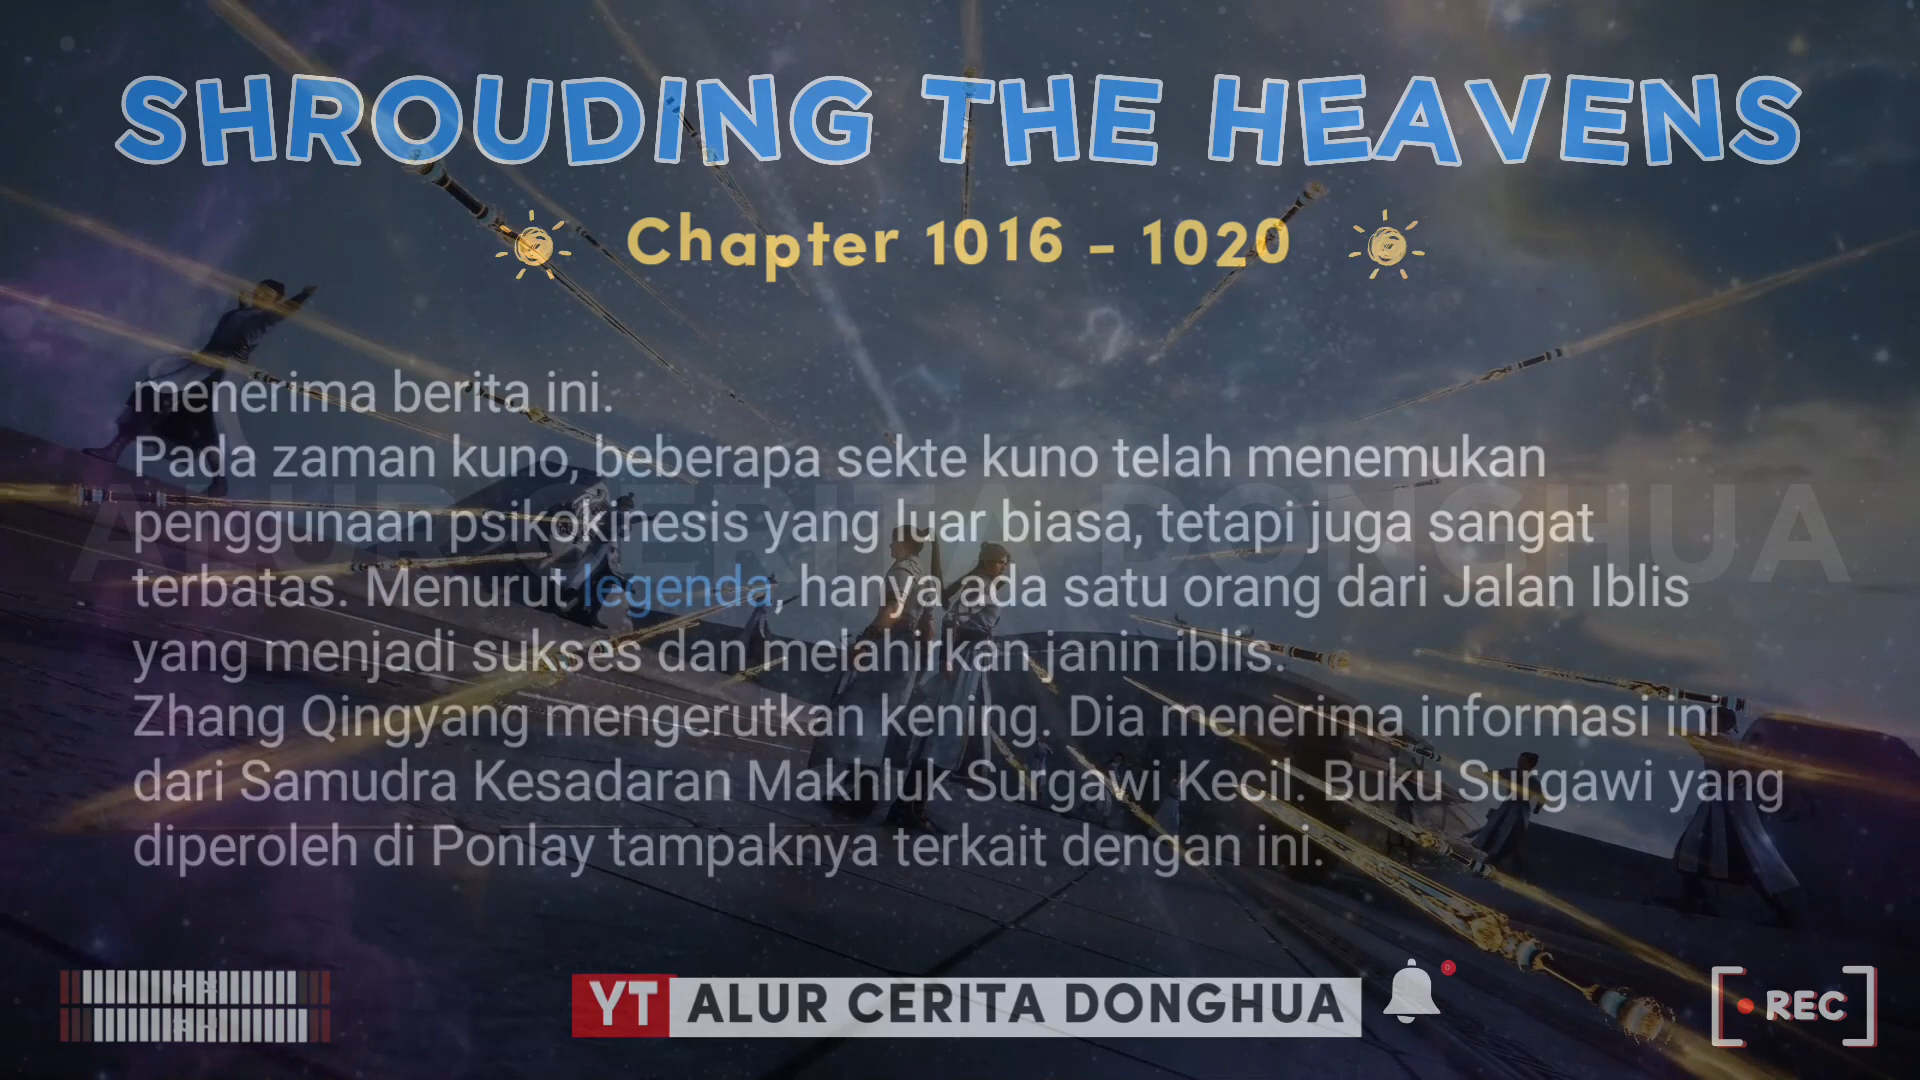 SHROUDING THE HEAVENS
Chapter 1016 - 1020
menerima berita ini.
Pada zaman kuno, beberapa sekte kuno telah menemukan
penggunaan psikokinesis yang luar biasa, tetapi juga sangat
terbatas. Menurut legenda, hanya ada satu orang dari Jalan Iblis
yang menjadi sukses dan melahirkan janin iblis.
Zhang Qingyang mengerutkan kening. Dia menerima informasi ini
dari Samudra Kesadaran Makhluk Surgawi Kecil. Buku Surgawi yang
diperoleh di Ponlay tampaknya terkait dengan ini.
ALUR CERITA DONGHUA
YT ALUR CERITA DONGHUA
REC